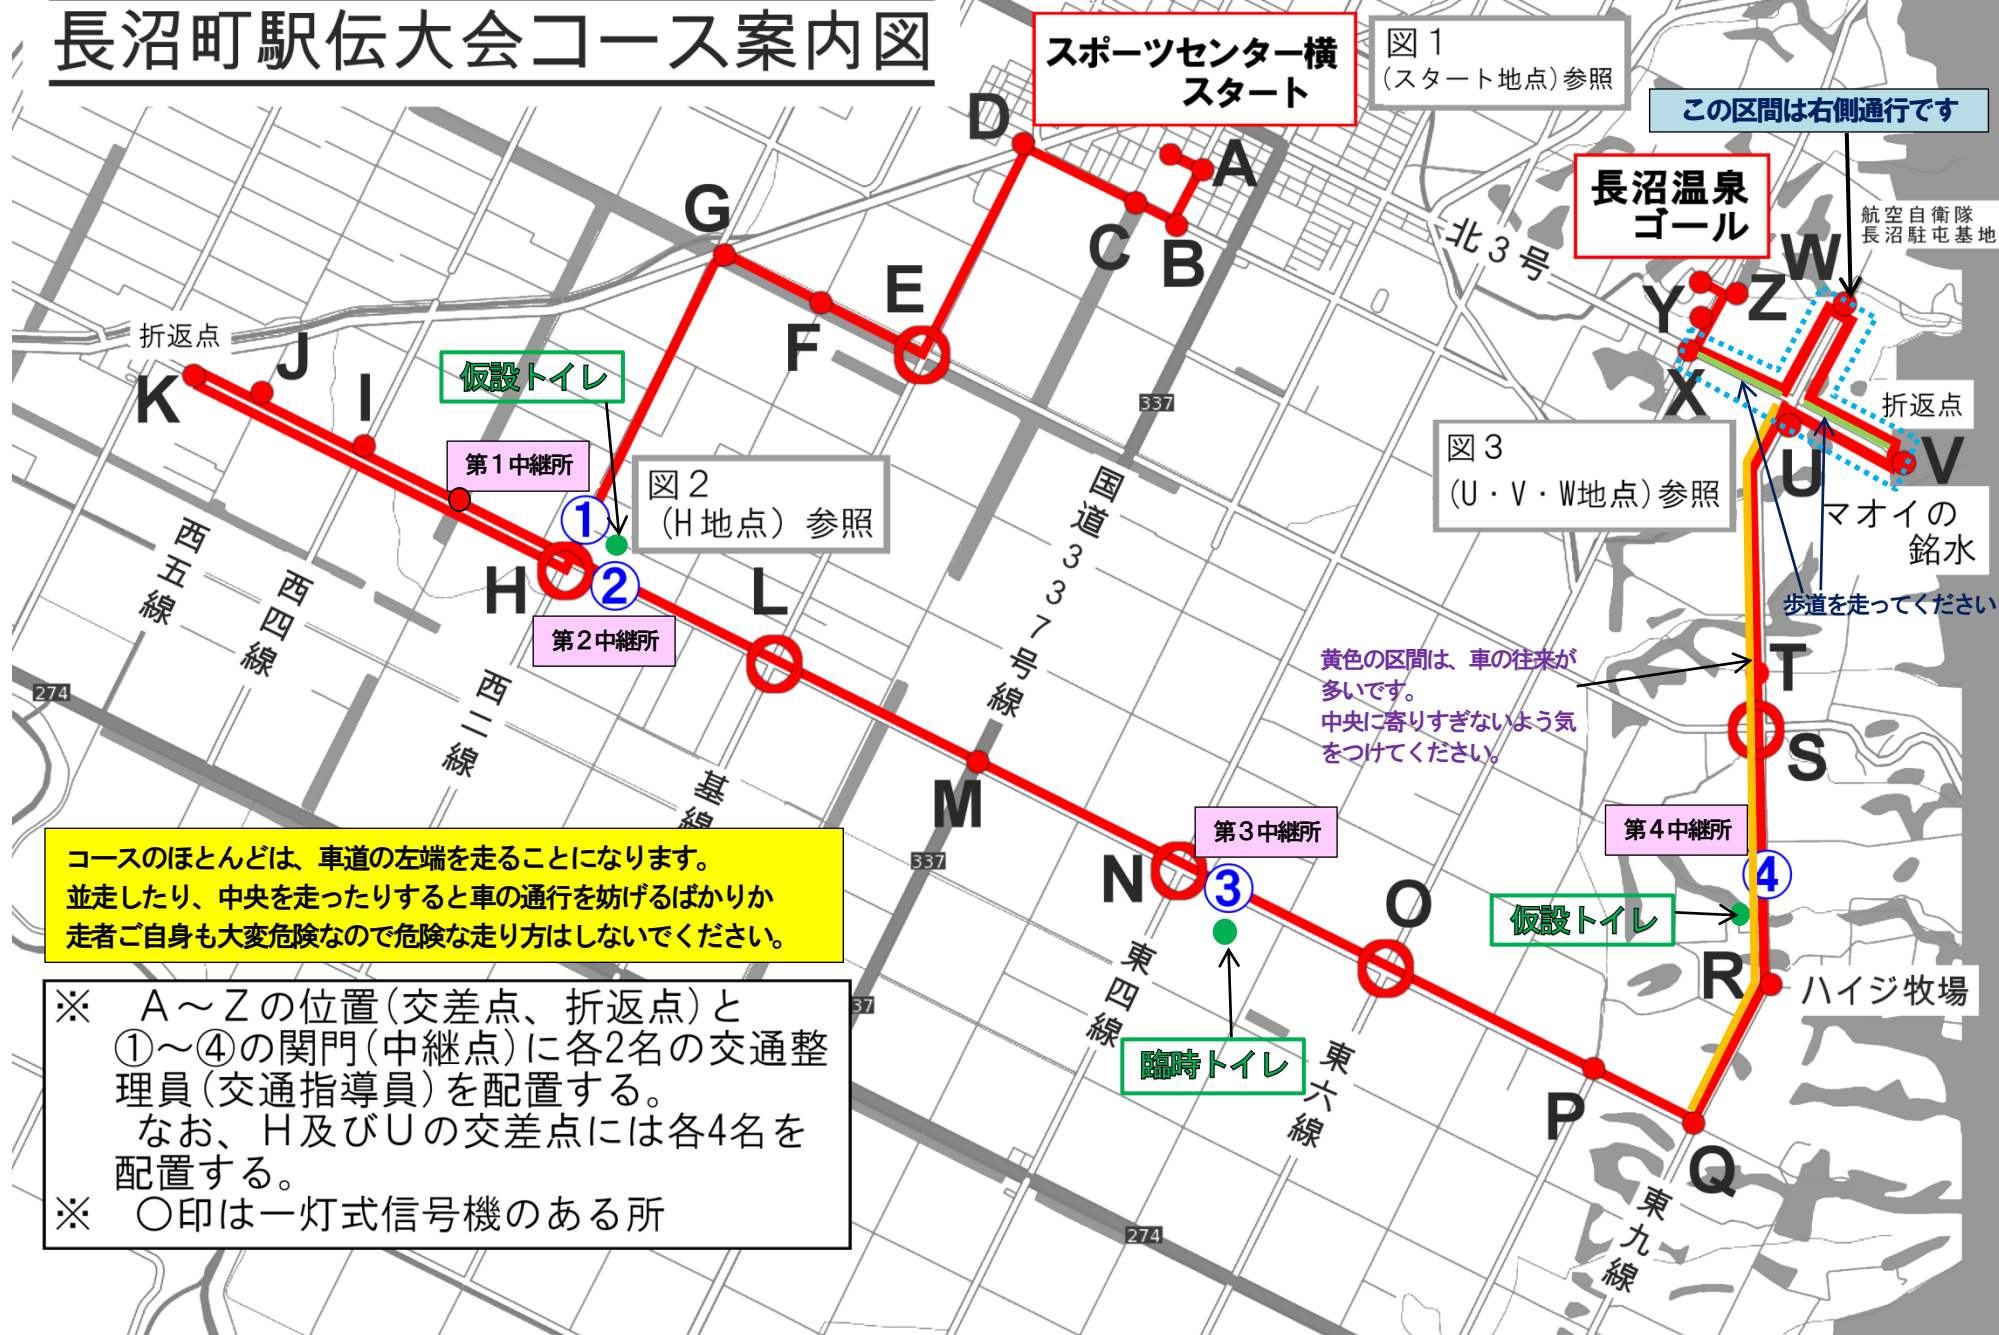 長沼町駅伝大会コース案内図
スポーツセンター横
スタート
図1
(スタート地点)参照
この区間は右側通行です
長沼温泉
ゴール
航空自衛隊
長沼駐屯基地
北3号
A
B
C
D
E
F
G
H
I
J
K
折返点
仮設トイレ
第1中継所
①
図2
(H地点) 参照
②
第2中継所
L
M
N
O
P
Q
R
S
T
U
V
W
X
Y
Z
折返点
マオイの
銘水
歩道を走ってください
図3
(U・V・W地点)参照
337
国道337号線
西五線
西四線
西二線
基線
274
337
37
274
黄色の区間は、車の往来が
多いです。
中央に寄りすぎないよう気
をつけてください。
第3中継所
③
臨時トイレ
第4中継所
④
仮設トイレ
ハイジ牧場
東四線
東六線
東九線
コースのほとんどは、車道の左端を走ることになります。
並走したり、中央を走ったりすると車の通行を妨げるばかりか
走者ご自身も大変危険なので危険な走り方はしないでください。
※ A～Zの位置(交差点、折返点)と
①～④の関門(中継点)に各2名の交通整
理員(交通指導員)を配置する。
なお、H及びUの交差点には各4名を
配置する。
※ ○印は一灯式信号機のある所